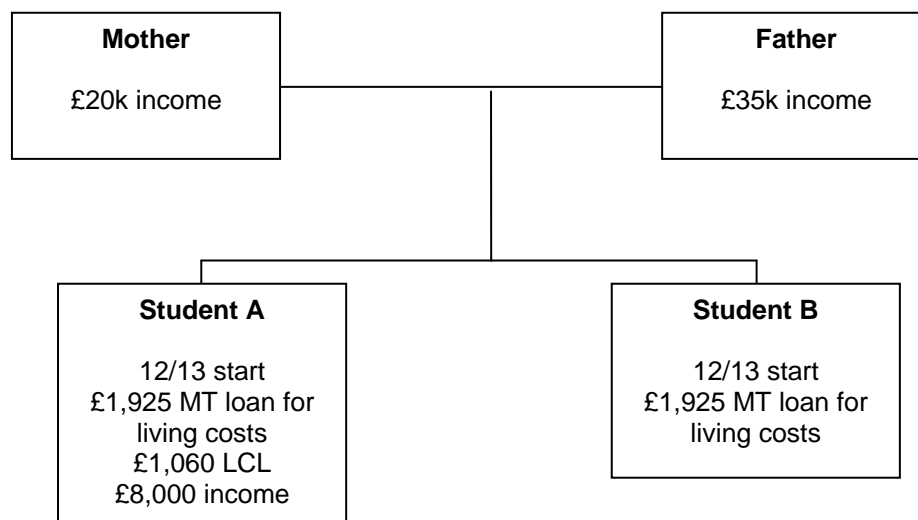 Mother
£20k income
Father
£35k income
Student A
12/13 start
£1,925 MT loan for
living costs
£1,060 LCL
£8,000 income
Student B
12/13 start
£1,925 MT loan for
living costs